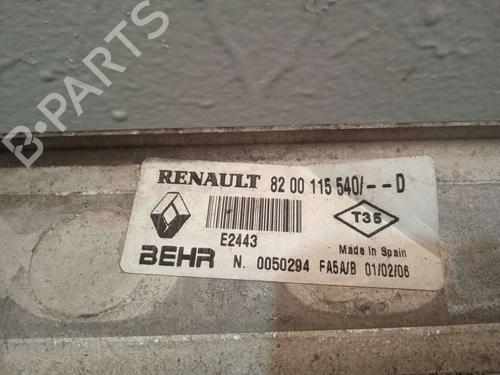 B-PARTS
RENAULT 82 00 115 540/--D
T35
E2443
Made in Spain
BEHR N. 0050294 FA5A/B 01/02/06